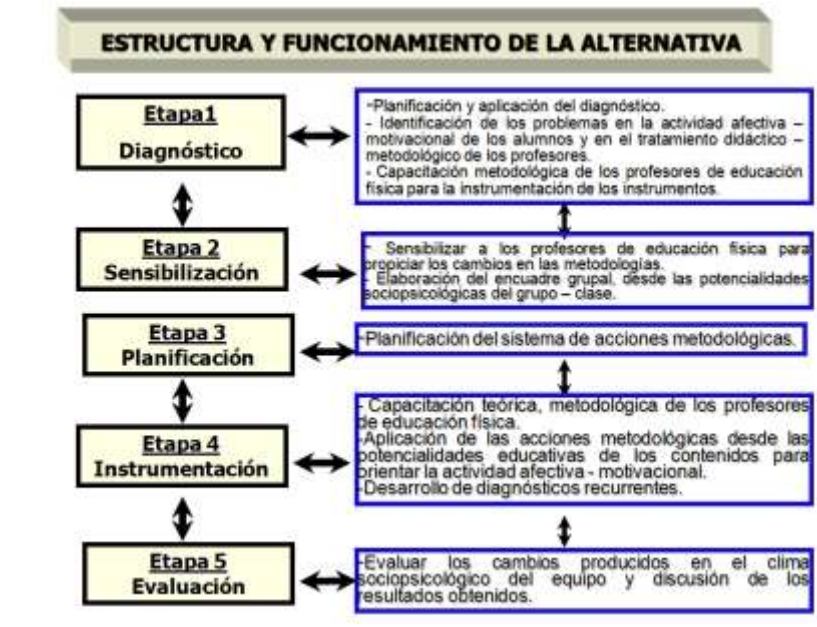 ESTRUCTURA Y FUNCIONAMIENTO DE LA ALTERNATIVA
Etapa1
Diagnóstico
-Planificación y aplicación del diagnóstico.
- Identificación de los problemas en la actividad afectiva –
motivacional de los alumnos y en el tratamiento didáctico –
metodológico de los profesores.
- Capacitación metodológica de los profesores de educación
física para la instrumentación de los instrumentos.
Etapa 2
Sensibilización
- Sensibilizar a los profesores de educación física para
propiciar los cambios en las metodologías.
- Elaboración del encuadre grupal, desde las potencialidades
sociopsicológicas del grupo – clase.
Etapa 3
Planificación
-Planificación del sistema de acciones metodológicas.
Etapa 4
Instrumentación
- Capacitación teórica, metodológica de los profesores
de educación física.
-Aplicación de las acciones metodológicas desde las
potencialidades educativas de los contenidos para
orientar la actividad afectiva - motivacional.
-Desarrollo de diagnósticos recurrentes.
Etapa 5
Evaluación
-Evaluar los cambios producidos en el clima
sociopsicológico del equipo y discusión de los
resultados obtenidos.